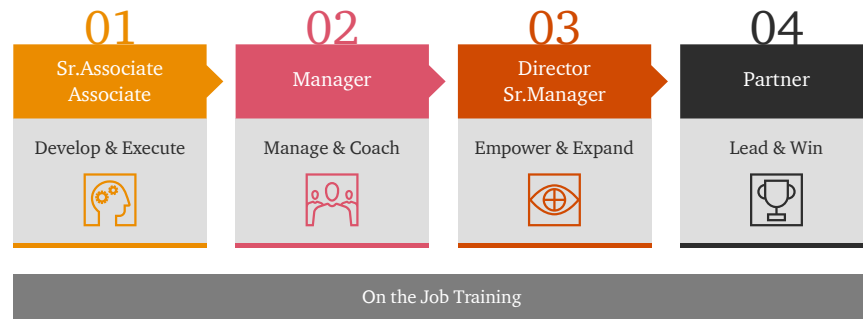 01
Sr.Associate
Associate
Develop & Execute
02
Manager
Manage & Coach
03
Director
Sr.Manager
Empower & Expand
04
Partner
Lead & Win
On the Job Training